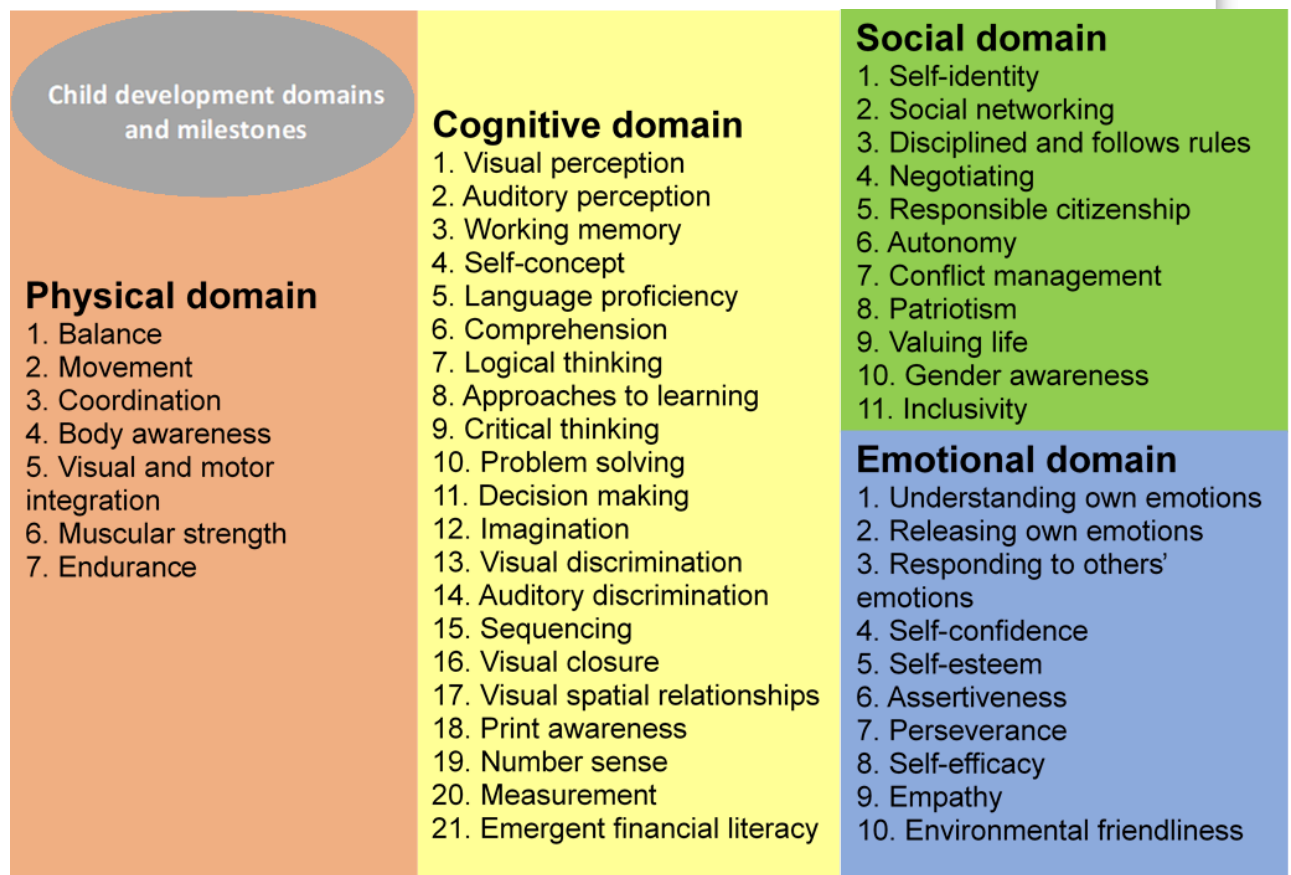 Child development domains
and milestones
Physical domain
1. Balance
2. Movement
3. Coordination
4. Body awareness
5. Visual and motor
integration
6. Muscular strength
7. Endurance
Cognitive domain
1. Visual perception
2. Auditory perception
3. Working memory
4. Self-concept
5. Language proficiency
6. Comprehension
7. Logical thinking
8. Approaches to learning
9. Critical thinking
10. Problem solving
11. Decision making
12. Imagination
13. Visual discrimination
14. Auditory discrimination
15. Sequencing
16. Visual closure
17. Visual spatial relationships
18. Print awareness
19. Number sense
20. Measurement
21. Emergent financial literacy
Social domain
1. Self-identity
2. Social networking
3. Disciplined and follows rules
4. Negotiating
5. Responsible citizenship
6. Autonomy
7. Conflict management
8. Patriotism
9. Valuing life
10. Gender awareness
11. Inclusivity
Emotional domain
1. Understanding own emotions
2. Releasing own emotions
3. Responding to others’
emotions
4. Self-confidence
5. Self-esteem
6. Assertiveness
7. Perseverance
8. Self-efficacy
9. Empathy
10. Environmental friendliness